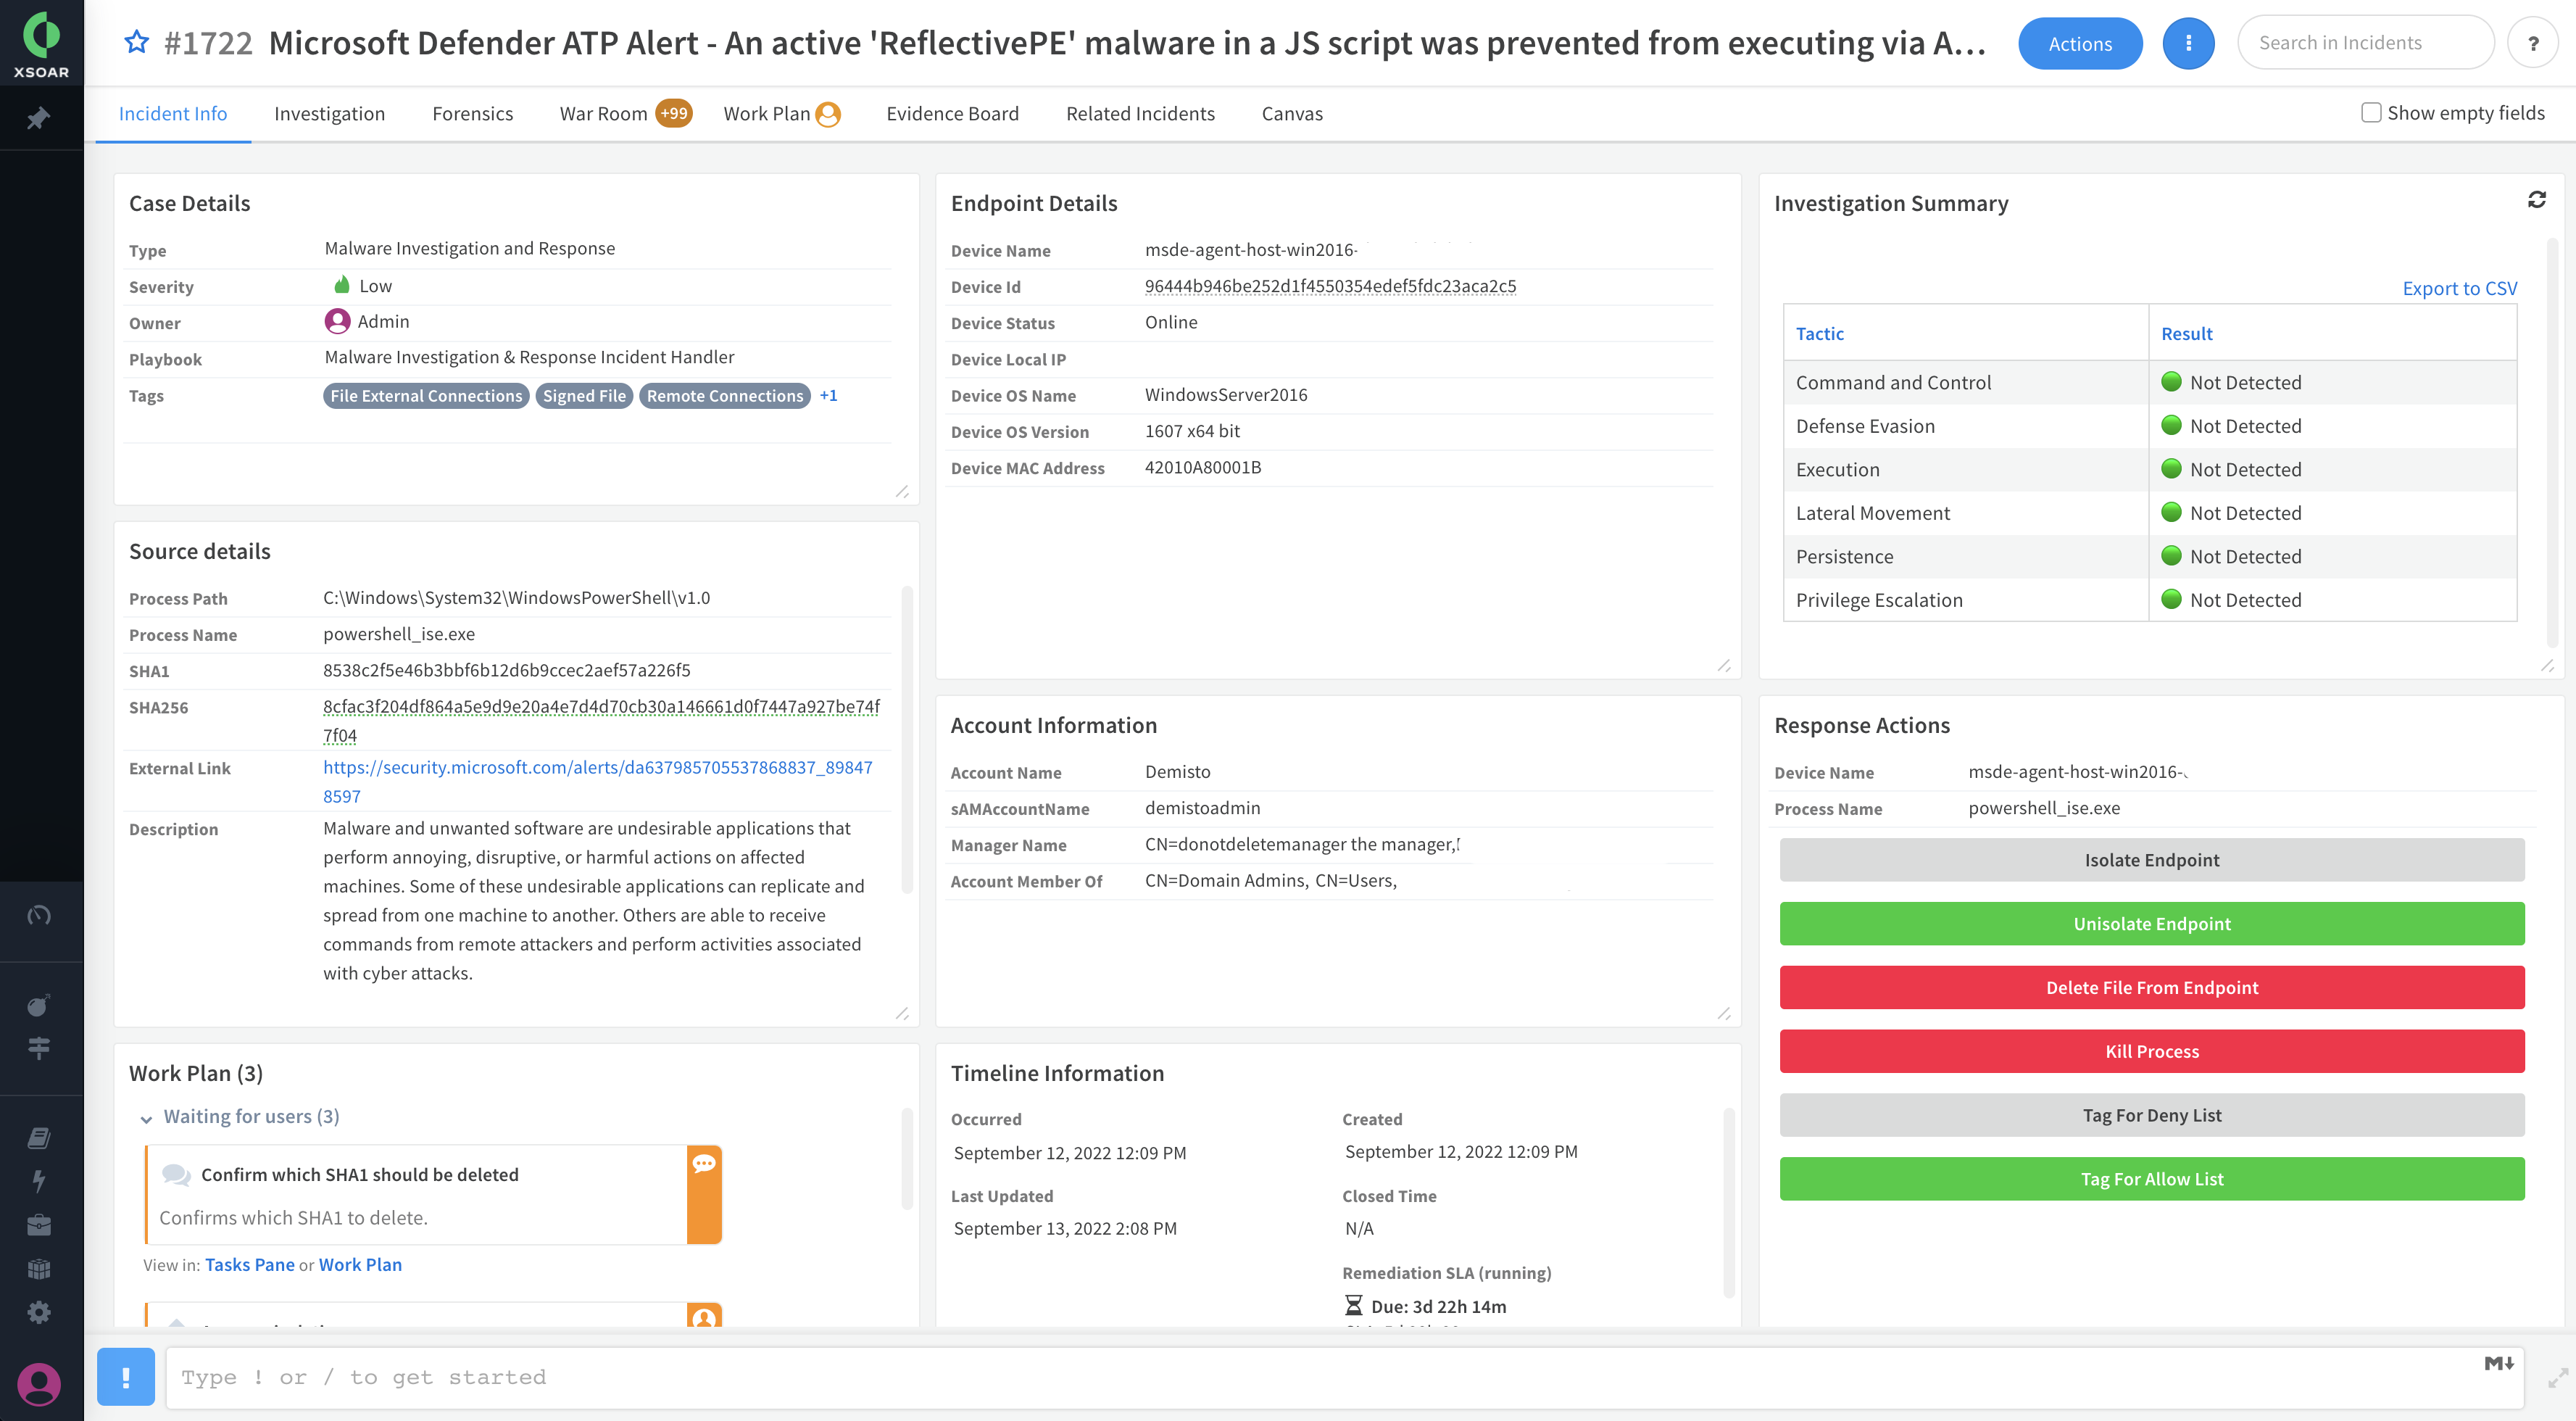 XSOAR
#1722 Microsoft Defender ATP Alert - An active 'ReflectivePE' malware in a JS script was prevented from executing via A...
Actions
Search in Incidents
?
Incident Info
Investigation
Forensics
War Room +99
Work Plan
Evidence Board
Related Incidents
Canvas
Show empty fields
Case Details
Type Malware Investigation and Response
Severity Low
Owner Admin
Playbook Malware Investigation & Response Incident Handler
Tags File External Connections Signed File Remote Connections +1
Source details
Process Path C:\Windows\System32\WindowsPowerShell\v1.0
Process Name powershell_ise.exe
SHA1 8538c2f5e46b3bbf6b12d6b9ccec2aef57a226f5
SHA256 8cfac3f204df864a5e9d9e20a4e7d4d70cb30a146661d0f7447a927be74f
7f04
External Link https://security.microsoft.com/alerts/da637985705537868837_89847
8597
Description Malware and unwanted software are undesirable applications that
perform annoying, disruptive, or harmful actions on affected
machines. Some of these undesirable applications can replicate and
spread from one machine to another. Others are able to receive
commands from remote attackers and perform activities associated
with cyber attacks.
Work Plan (3)
Waiting for users (3)
Confirm which SHA1 should be deleted
Confirms which SHA1 to delete.
View in: Tasks Pane or Work Plan
Endpoint Details
Device Name msde-agent-host-win2016-
Device Id 96444b946be252d1f4550354edef5fdc23aca2c5
Device Status Online
Device Local IP
Device OS Name WindowsServer2016
Device OS Version 1607 x64 bit
Device MAC Address 42010A80001B
Account Information
Account Name Demisto
sAMAccountName demistoadmin
Manager Name CN=donotdeletemanager the manager,
Account Member Of CN=Domain Admins, CN=Users,
Timeline Information
Occurred
September 12, 2022 12:09 PM
Created
September 12, 2022 12:09 PM
Last Updated
September 13, 2022 2:08 PM
Closed Time
N/A
Remediation SLA (running)
Due: 3d 22h 14m
Investigation Summary
Export to CSV
Tactic Result
Command and Control Not Detected
Defense Evasion Not Detected
Execution Not Detected
Lateral Movement Not Detected
Persistence Not Detected
Privilege Escalation Not Detected
Response Actions
Device Name msde-agent-host-win2016-
Process Name powershell_ise.exe
Isolate Endpoint
Unisolate Endpoint
Delete File From Endpoint
Kill Process
Tag For Deny List
Tag For Allow List
! Type ! or / to get started
M